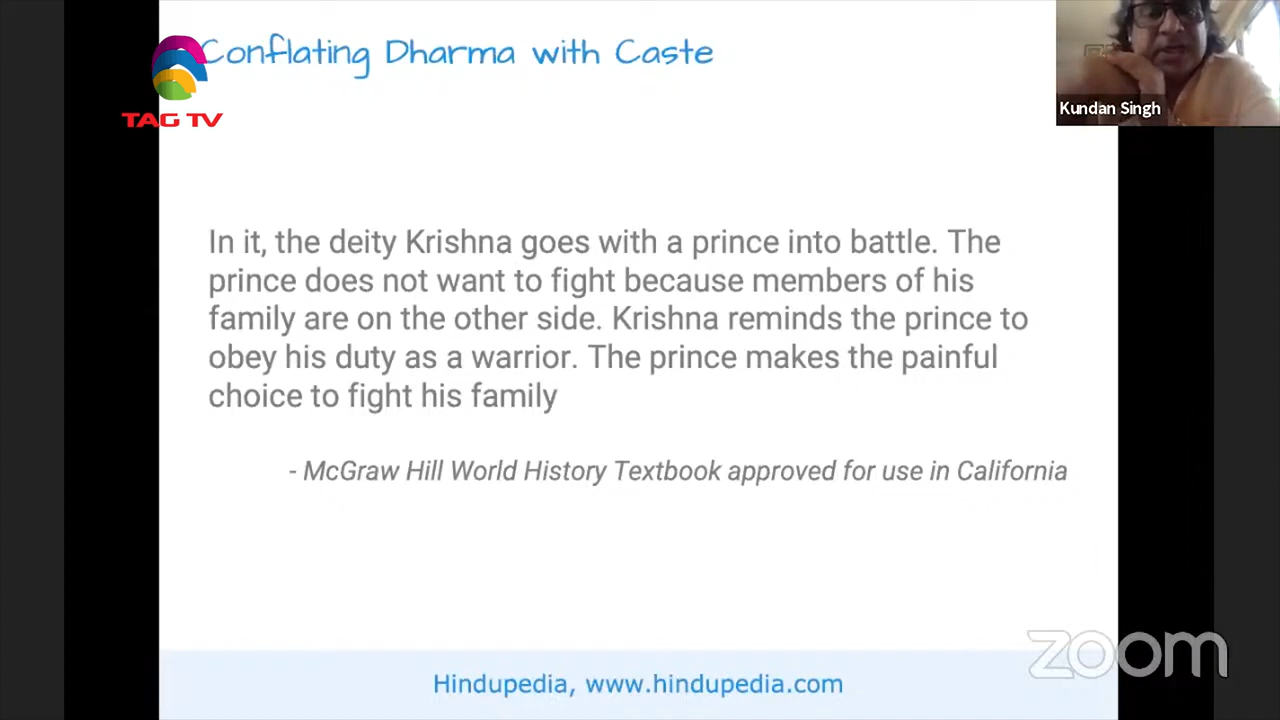 Conflating Dharma with Caste
TAG TV
Kundan Singh
In it, the deity Krishna goes with a prince into battle. The
prince does not want to fight because members of his
family are on the other side. Krishna reminds the prince to
obey his duty as a warrior. The prince makes the painful
choice to fight his family
- McGraw Hill World History Textbook approved for use in California
zoom
Hindupedia, www.hindupedia.com